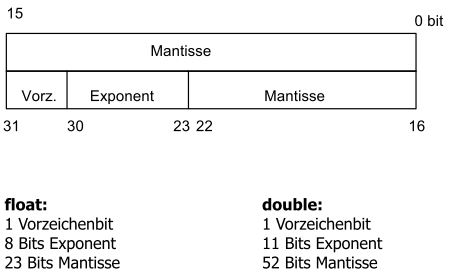 15
0 bit
Mantisse
Vorz. Exponent Mantisse
31 30 23 22 16
float:
1 Vorzeichenbit
8 Bits Exponent
23 Bits Mantisse
double:
1 Vorzeichenbit
11 Bits Exponent
52 Bits Mantisse